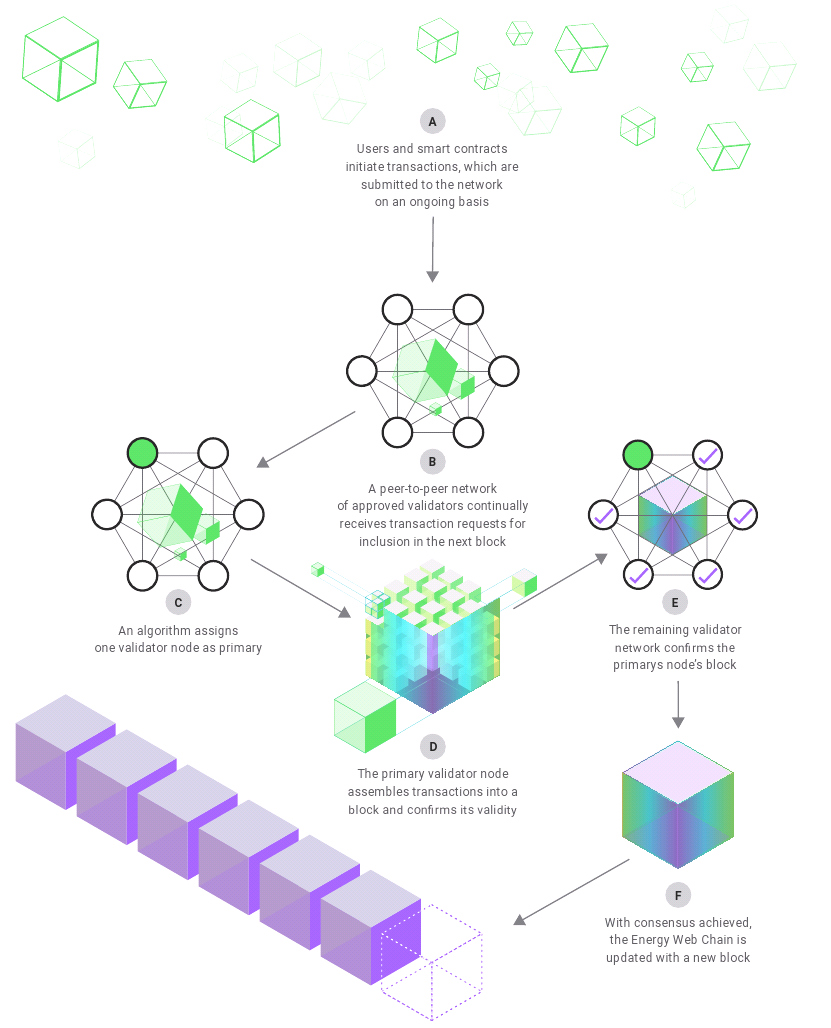 A
Users and smart contracts
initiate transactions, which are
submitted to the network
on an ongoing basis
B
A peer-to-peer network
of approved validators continually
receives transaction requests for
inclusion in the next block
C
An algorithm assigns
one validator node as primary
D
The primary validator node
assembles transactions into a
block and confirms its validity
E
The remaining validator
network confirms the
primarys node's block
F
With consensus achieved,
the Energy Web Chain is
updated with a new block